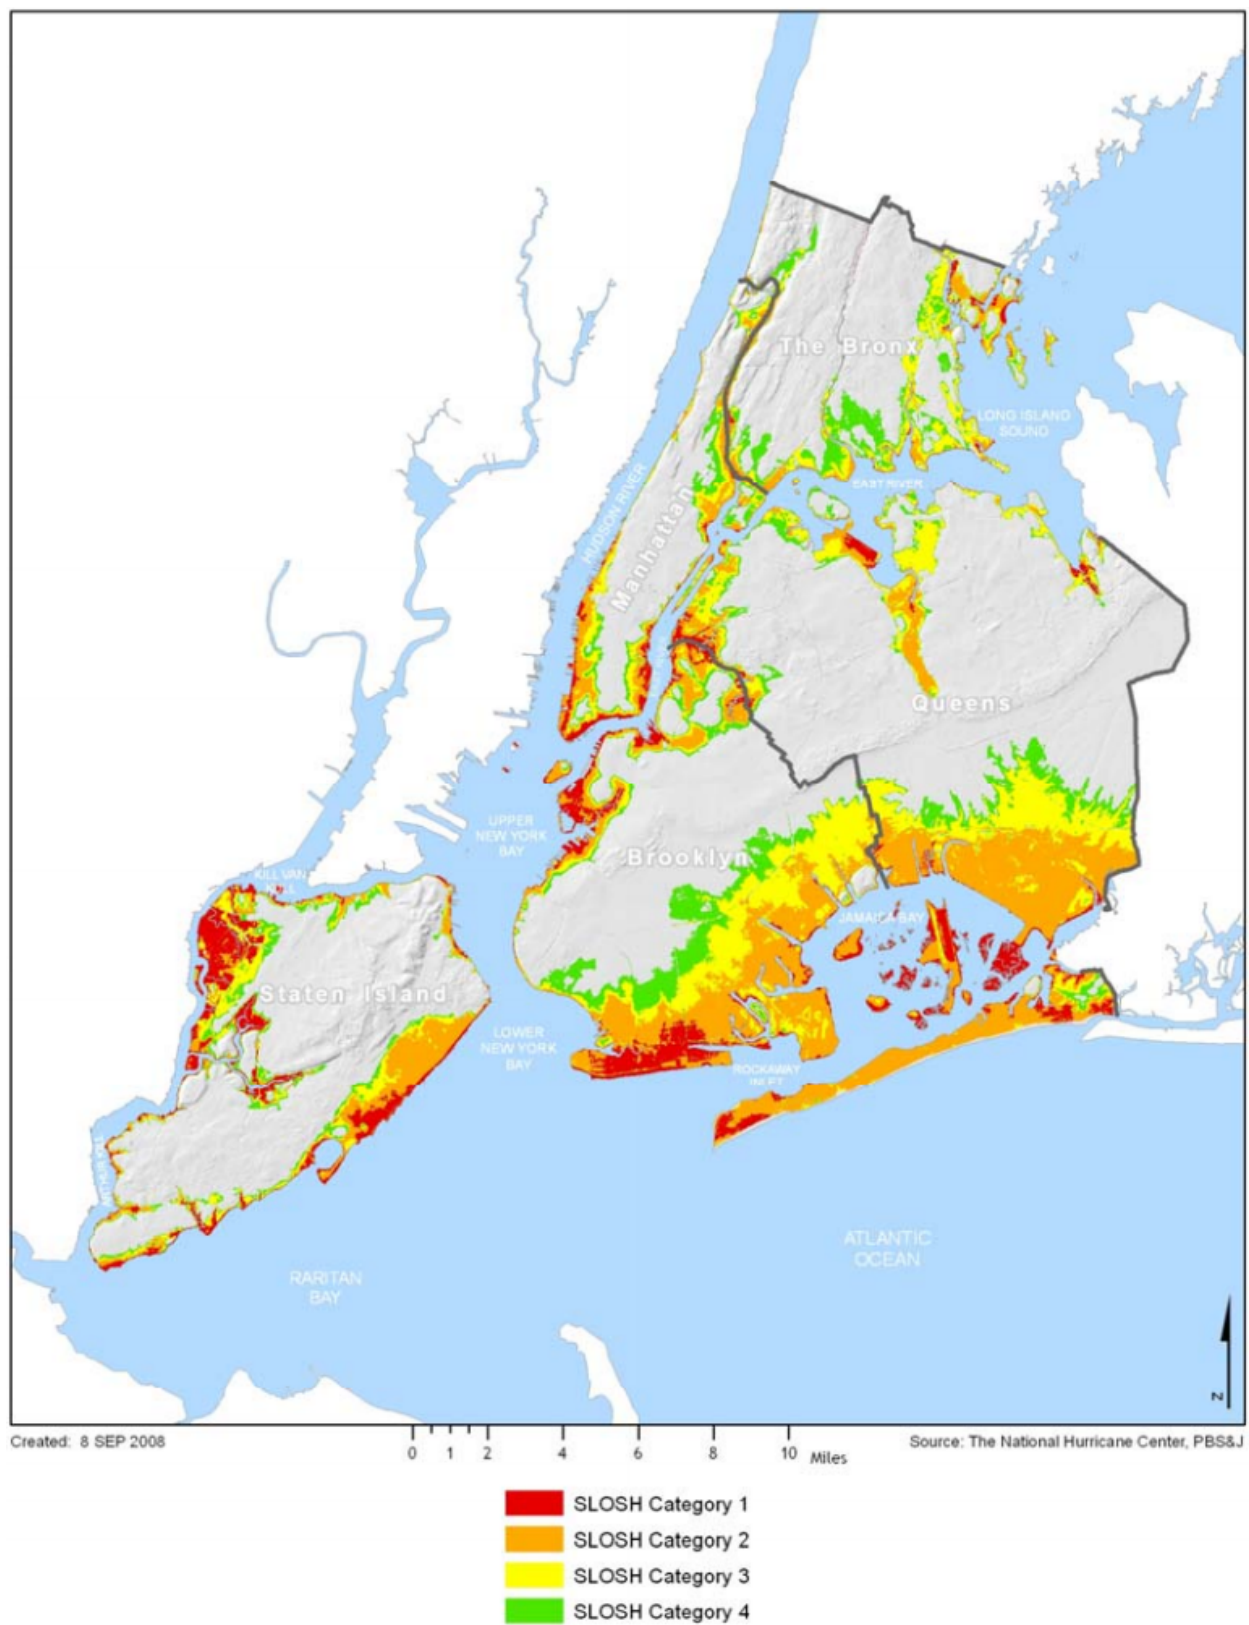 The Bronx
LONG ISLAND
SOUND
EAST RIVER
HUDSON RIVER
Manhattan
Queens
UPPER
NEW YORK
BAY
Brooklyn
KILL VAN
KULL
JAMAICA BAY
Staten Island
LOWER
NEW YORK
BAY
ROCKAWAY
INLET
ATLANTIC
OCEAN
RARITAN
BAY
N
Created: 8 SEP 2008
0 1 2 4 6 8 10 Miles
Source: The National Hurricane Center, PBS&J
SLOSH Category 1
SLOSH Category 2
SLOSH Category 3
SLOSH Category 4